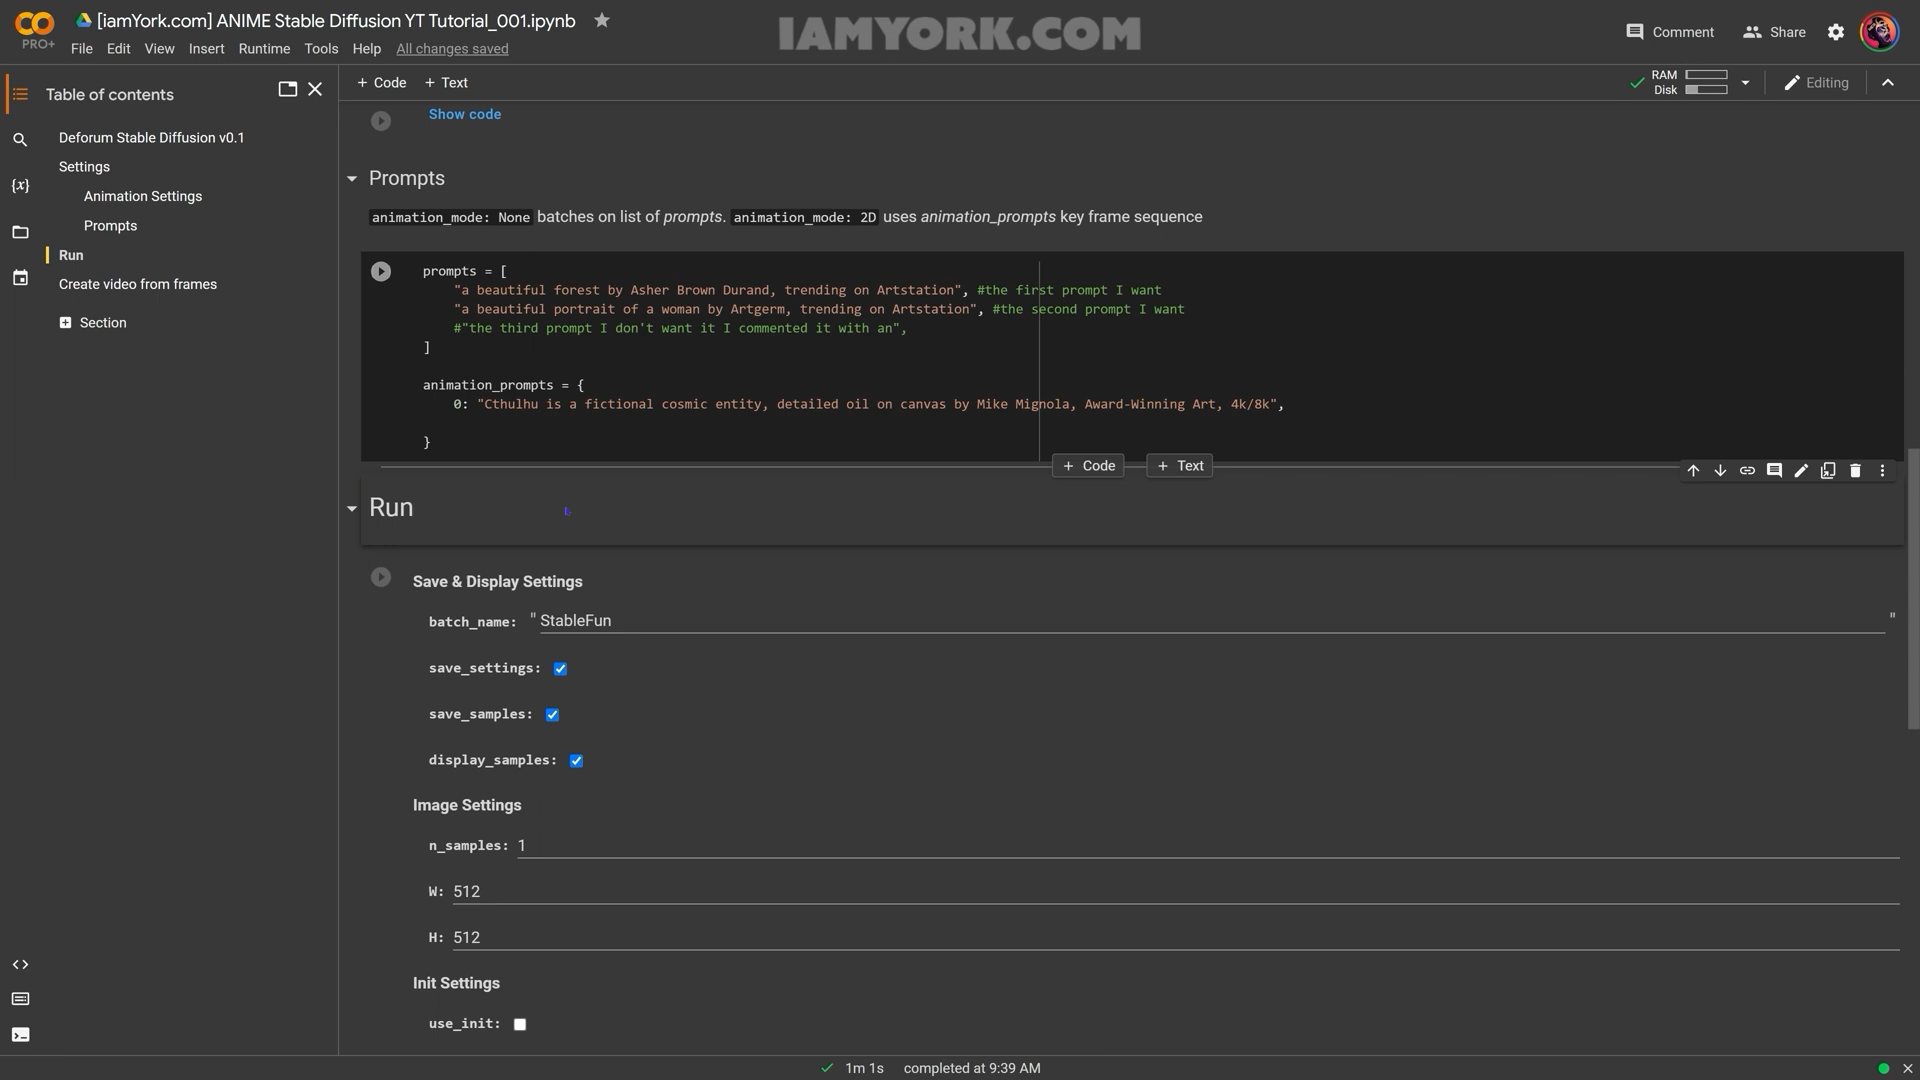 [iamYork.com] ANIME Stable Diffusion YT Tutorial_001.ipynb
IAMYORK.COM
PRO+
File Edit View Insert Runtime Tools Help All changes saved
Comment
Share
Table of contents
+ Code + Text
RAM
Disk
Editing
Deforum Stable Diffusion v0.1
Settings
Animation Settings
Prompts
Run
Create video from frames
Section
{x}
Show code
Prompts
animation_mode: None batches on list of prompts. animation_mode: 2D uses animation_prompts key frame sequence
prompts = [
"a beautiful forest by Asher Brown Durand, trending on Artstation", #the first prompt I want
"a beautiful portrait of a woman by Artgerm, trending on Artstation", #the second prompt I want
#"the third prompt I don't want it I commented it with an",
]
animation_prompts = {
0: "Cthulhu is a fictional cosmic entity, detailed oil on canvas by Mike Mignola, Award-Winning Art, 4k/8k",
}
+ Code + Text
Run
Save & Display Settings
batch_name: "StableFun"
save_settings:
save_samples:
display_samples:
Image Settings
n_samples: 1
W: 512
H: 512
Init Settings
use_init:
1m 1s completed at 9:39 AM